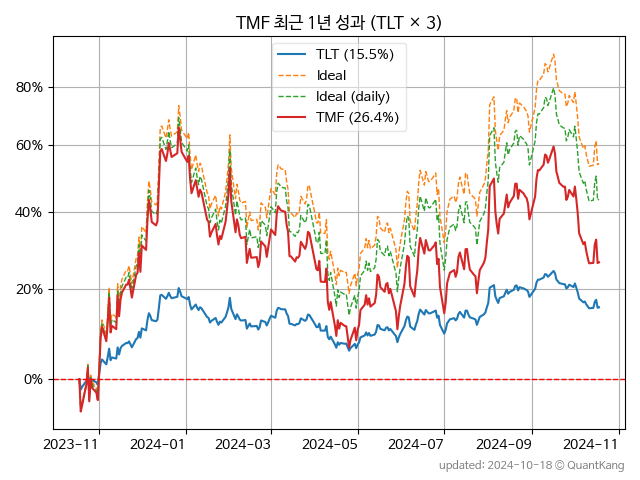 TMF 최근 1년 성과 (TLT × 3)
TLT (15.5%)
Ideal
Ideal (daily)
TMF (26.4%)
80%
60%
40%
20%
0%
2023-11 2024-01 2024-03 2024-05 2024-07 2024-09 2024-11
updated: 2024-10-18 © QuantKang